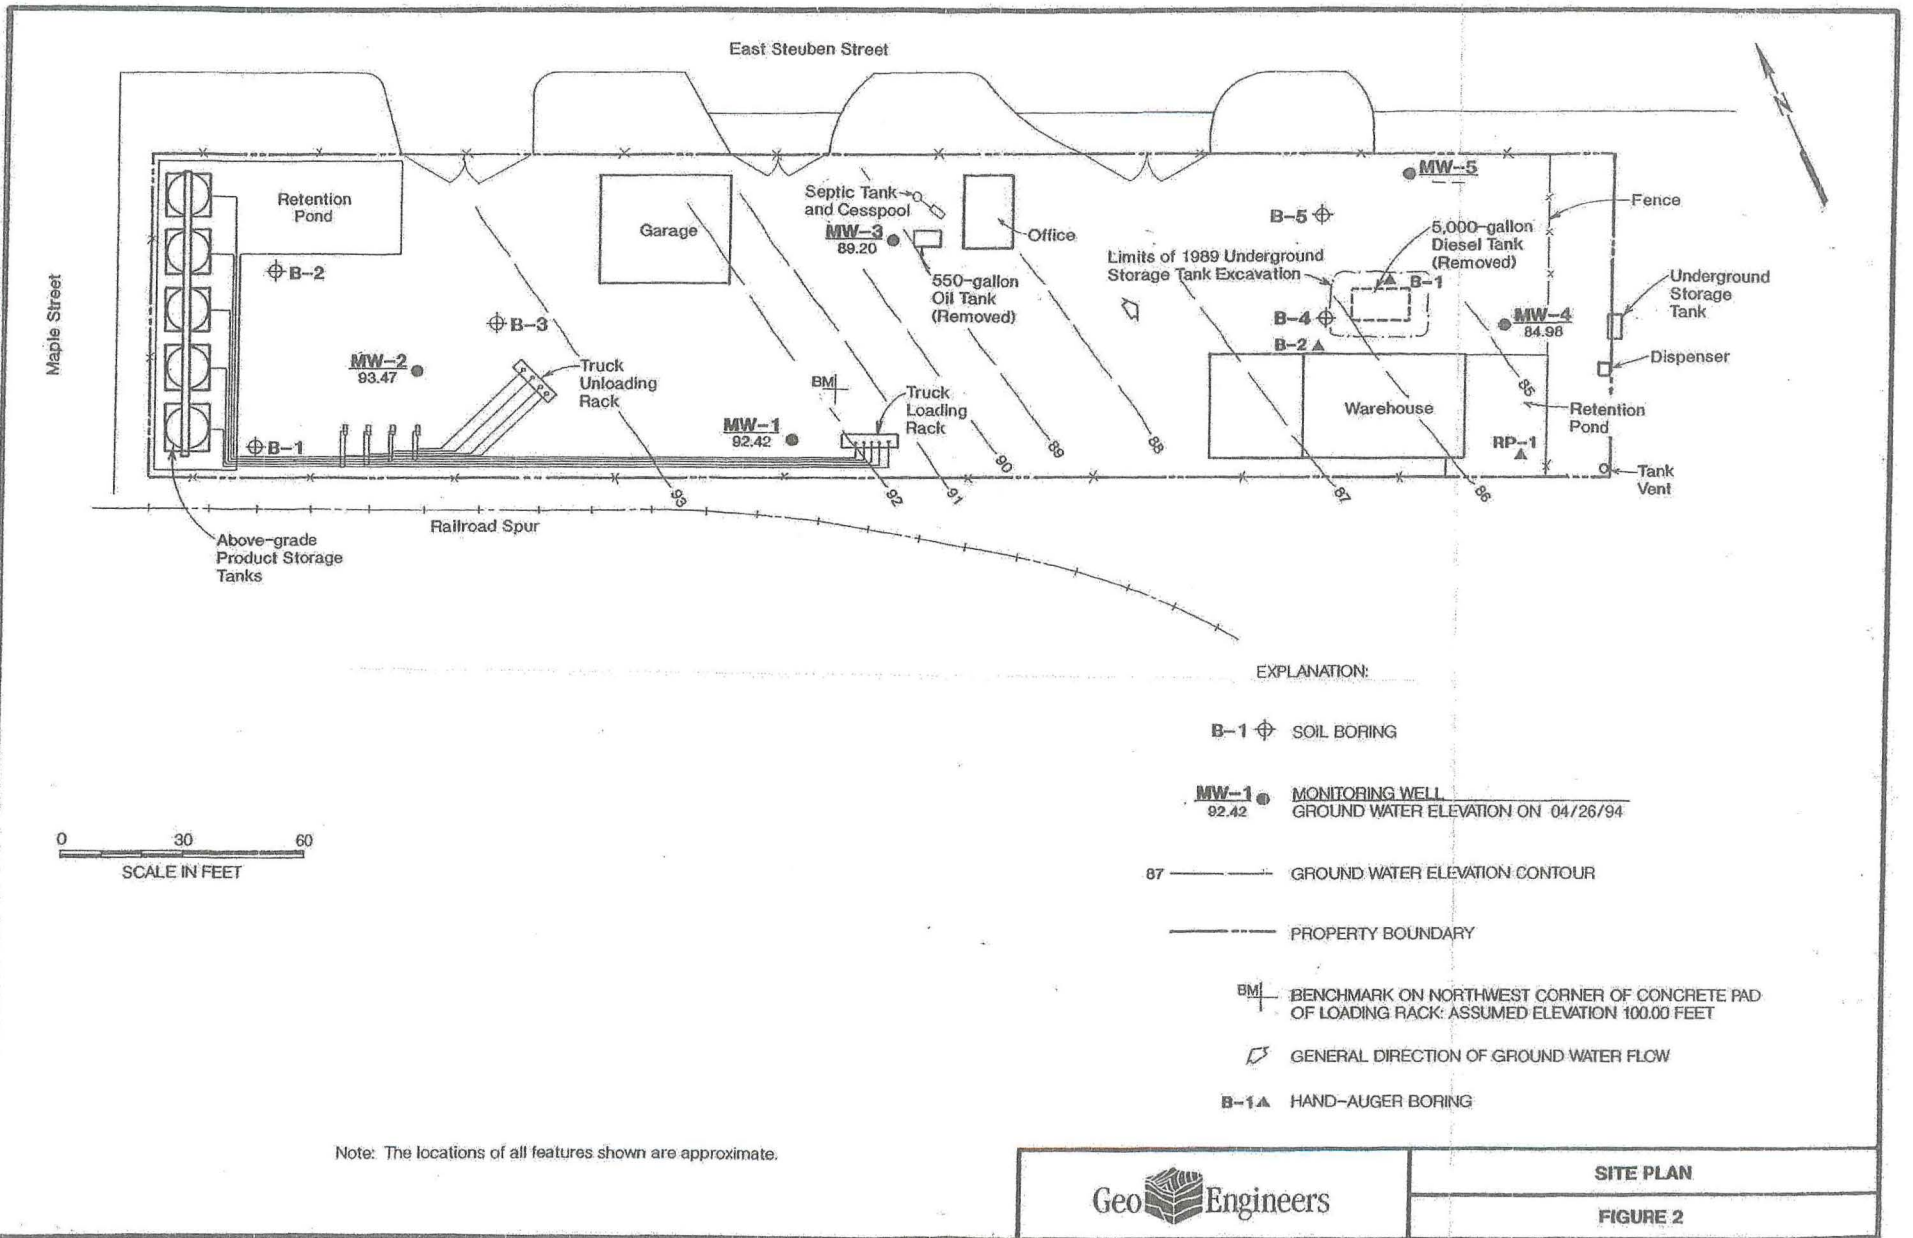 East Steuben Street
Maple Street
Retention
Pond
Garage
Septic Tank
and Cesspool
MW-3
89.20
Office
550-gallon
Oil Tank
(Removed)
MW-5
B-5
5,000-gallon
Diesel Tank
(Removed)
Limits of 1989 Underground
Storage Tank Excavation
B-1
B-4
B-2
MW-4
84.98
Fence
Underground
Storage
Tank
Dispenser
B-2
B-3
MW-2
93.47
Truck
Unloading
Rack
BM
Truck
Loading
Rack
MW-1
92.42
B-1
Warehouse
85
Retention
Pond
RP-1
Tank
Vent
93
92
91
90
89
88
87
86
Railroad Spur
Above-grade
Product Storage
Tanks
N
EXPLANATION:
B-1 SOIL BORING
MW-1 MONITORING WELL
92.42 GROUND WATER ELEVATION ON 04/26/94
87 GROUND WATER ELEVATION CONTOUR
PROPERTY BOUNDARY
BM BENCHMARK ON NORTHWEST CORNER OF CONCRETE PAD
OF LOADING RACK: ASSUMED ELEVATION 100.00 FEET
GENERAL DIRECTION OF GROUND WATER FLOW
B-1 HAND-AUGER BORING
0 30 60
SCALE IN FEET
Note: The locations of all features shown are approximate.
Geo Engineers
SITE PLAN
FIGURE 2